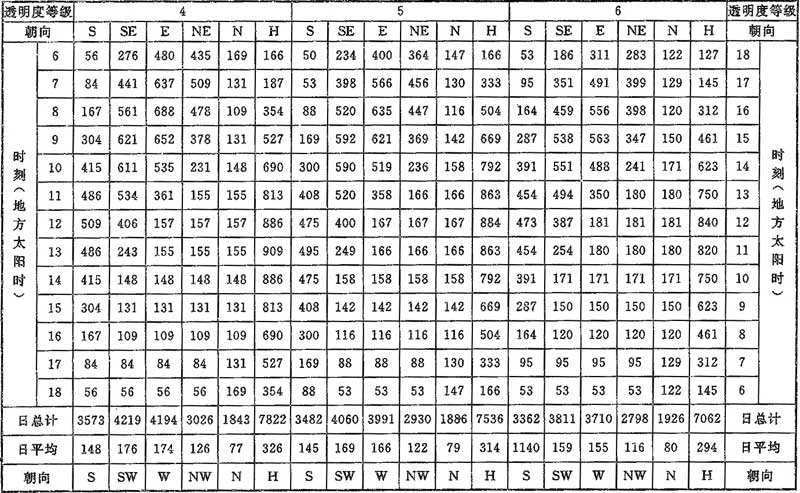 透明度等级 4 5 6 透明度等级
朝向 S SE E NE N H S SE E NE N H S SE E NE N H 朝向
时刻(地方太阳时) 时刻(地方太阳时)
6 56 276 480 435 169 166 50 234 400 364 147 166 53 186 311 283 122 127 18
7 84 441 637 509 131 187 53 398 566 456 130 333 95 351 491 399 129 145 17
8 167 561 688 478 109 354 88 520 635 447 116 504 164 459 556 398 120 312 16
9 304 621 652 378 131 527 169 592 621 369 142 669 287 538 563 347 150 461 15
10 415 611 535 231 148 690 300 590 519 236 158 792 391 551 488 241 171 623 14
11 486 534 361 155 155 813 408 520 358 166 166 863 454 494 350 180 180 750 13
12 509 406 157 157 157 886 475 400 167 167 167 884 473 387 181 181 181 840 12
13 486 243 155 155 155 909 495 249 166 166 166 863 454 254 180 180 180 820 11
14 415 148 148 148 148 886 475 158 158 158 158 792 391 171 171 171 171 750 10
15 304 131 131 131 131 813 408 142 142 142 142 669 287 150 150 150 150 623 9
16 167 109 109 109 109 690 300 116 116 116 116 504 164 120 120 120 120 461 8
17 84 84 84 84 131 527 169 88 88 88 130 333 95 95 95 95 129 312 7
18 56 56 56 56 169 354 88 53 53 53 147 166 53 53 53 53 122 145 6
日总计 3573 4219 4194 3026 1843 7822 3482 4060 3991 2930 1886 7536 3362 3811 3710 2798 1926 7062 日总计
日平均 148 176 174 126 77 326 145 169 166 122 79 314 1140 159 155 116 80 294 日平均
朝向 S SW W NW N H S SW W NW N H S SW W NW N H 朝向